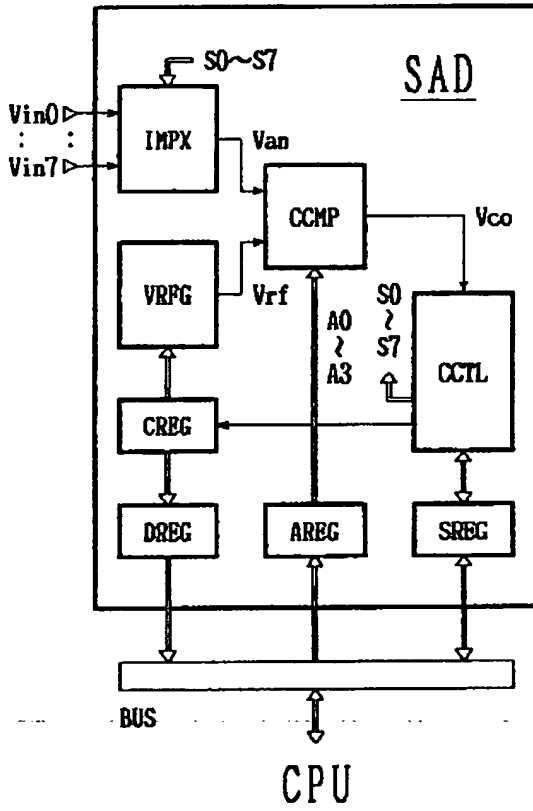 S0~S7
SAD
Vin0
: :
Vin7
IMPX
Van
CCMP
Vco
VRFG
Vrf
A0
~
A3
S0
~
S7
CCTL
CREG
DREG
AREG
SREG
BUS
CPU